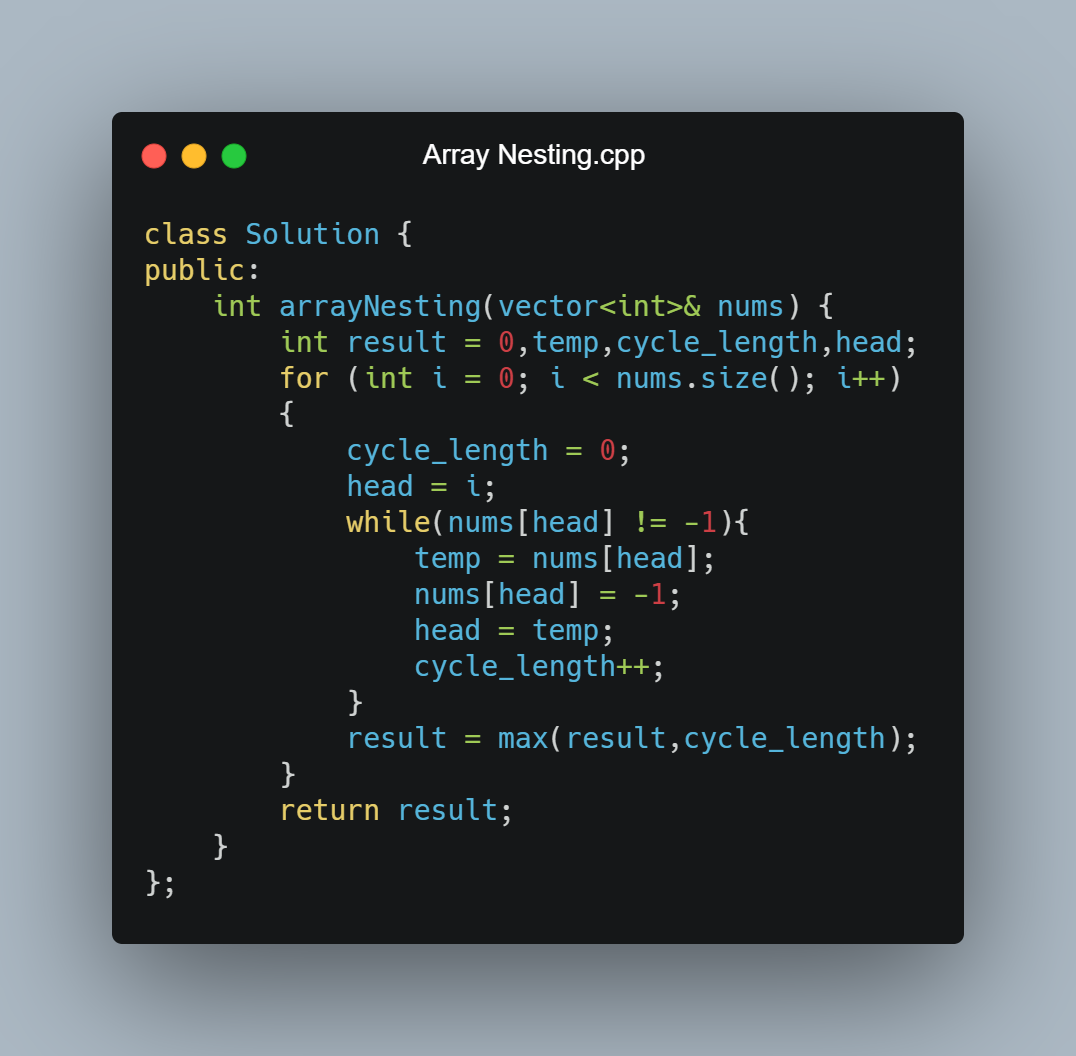 Array Nesting.cpp
class Solution {
public:
    int arrayNesting(vector<int>& nums) {
        int result = 0,temp,cycle_length,head;
        for (int i = 0; i < nums.size(); i++)
        {
            cycle_length = 0;
            head = i;
            while(nums[head] != -1){
                temp = nums[head];
                nums[head] = -1;
                head = temp;
                cycle_length++;
            }
            result = max(result,cycle_length);
        }
        return result;
    }
};